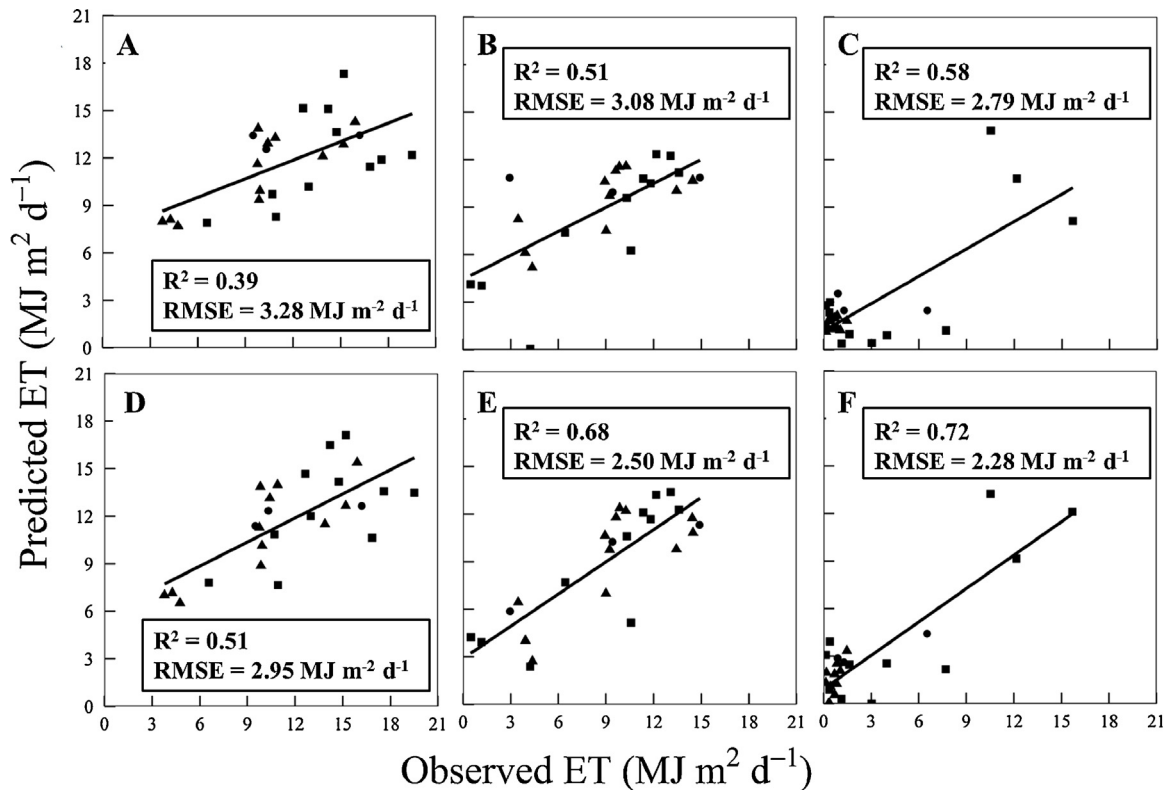 Predicted ET (MJ m² d⁻¹)
21
18
15
12
9
6
3
0
A
R² = 0.39
RMSE = 3.28 MJ m⁻² d⁻¹
B
R² = 0.51
RMSE = 3.08 MJ m⁻² d⁻¹
C
R² = 0.58
RMSE = 2.79 MJ m⁻² d⁻¹
21
18
15
12
9
6
3
0
D
R² = 0.51
RMSE = 2.95 MJ m⁻² d⁻¹
E
R² = 0.68
RMSE = 2.50 MJ m⁻² d⁻¹
F
R² = 0.72
RMSE = 2.28 MJ m⁻² d⁻¹
0 3 6 9 12 15 18 21
3 6 9 12 15 18 21
0 3 6 9 12 15 18 21
Observed ET (MJ m² d⁻¹)